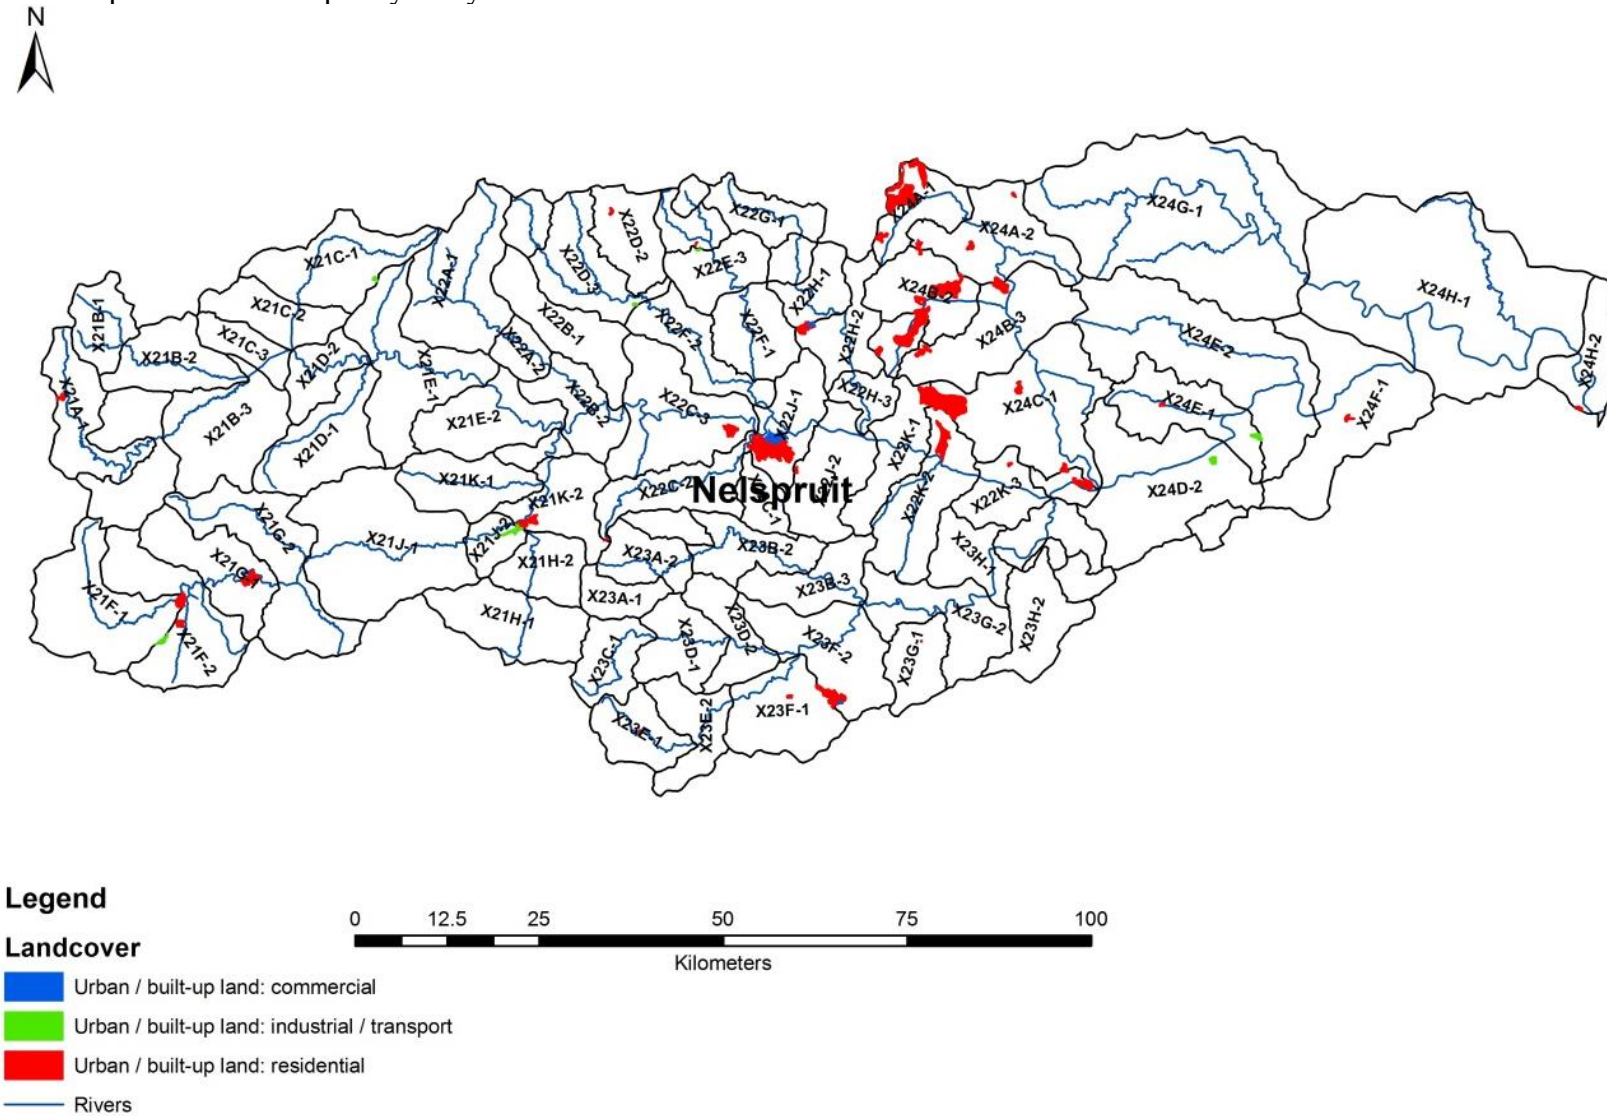 N
X24G-1
X22G-1
X24A-1
X24A-2
X22D-2
X21C-1
X22E-3
X22D-3
X22A-1
X22H-1
X24B-2
X24H-1
X21C-2
X21B-1
X22B-1
X22F-2
X22F-1
X22H-2
X24B-3
X24E-2
X21C-3
X21B-2
X21D-2
X22A-2
X21E-1
X24H-2
X21A-1
X22B-2
X22C-3
X22J-1
X22H-3
X24C-1
X24E-1
X24F-1
X21B-3
X21D-1
X21E-2
X22K-1
X21K-1
X22C-2
Nelspruit
X22K-2
X22K-3
X24D-2
X21K-2
X21G-2
X21J-1
X21J-2
X21H-2
X23A-2
X23B-2
X23H-1
X21F-1
X23A-1
X23B-3
X21H-1
X23G-2
X23H-2
X21F-2
X23C-1
X23D-1
X23D-2
X23F-2
X23G-1
X23E-1
X23E-2
X23F-1
Legend
0 12.5 25 50 75 100
Kilometers
Landcover
Urban / built-up land: commercial
Urban / built-up land: industrial / transport
Urban / built-up land: residential
Rivers